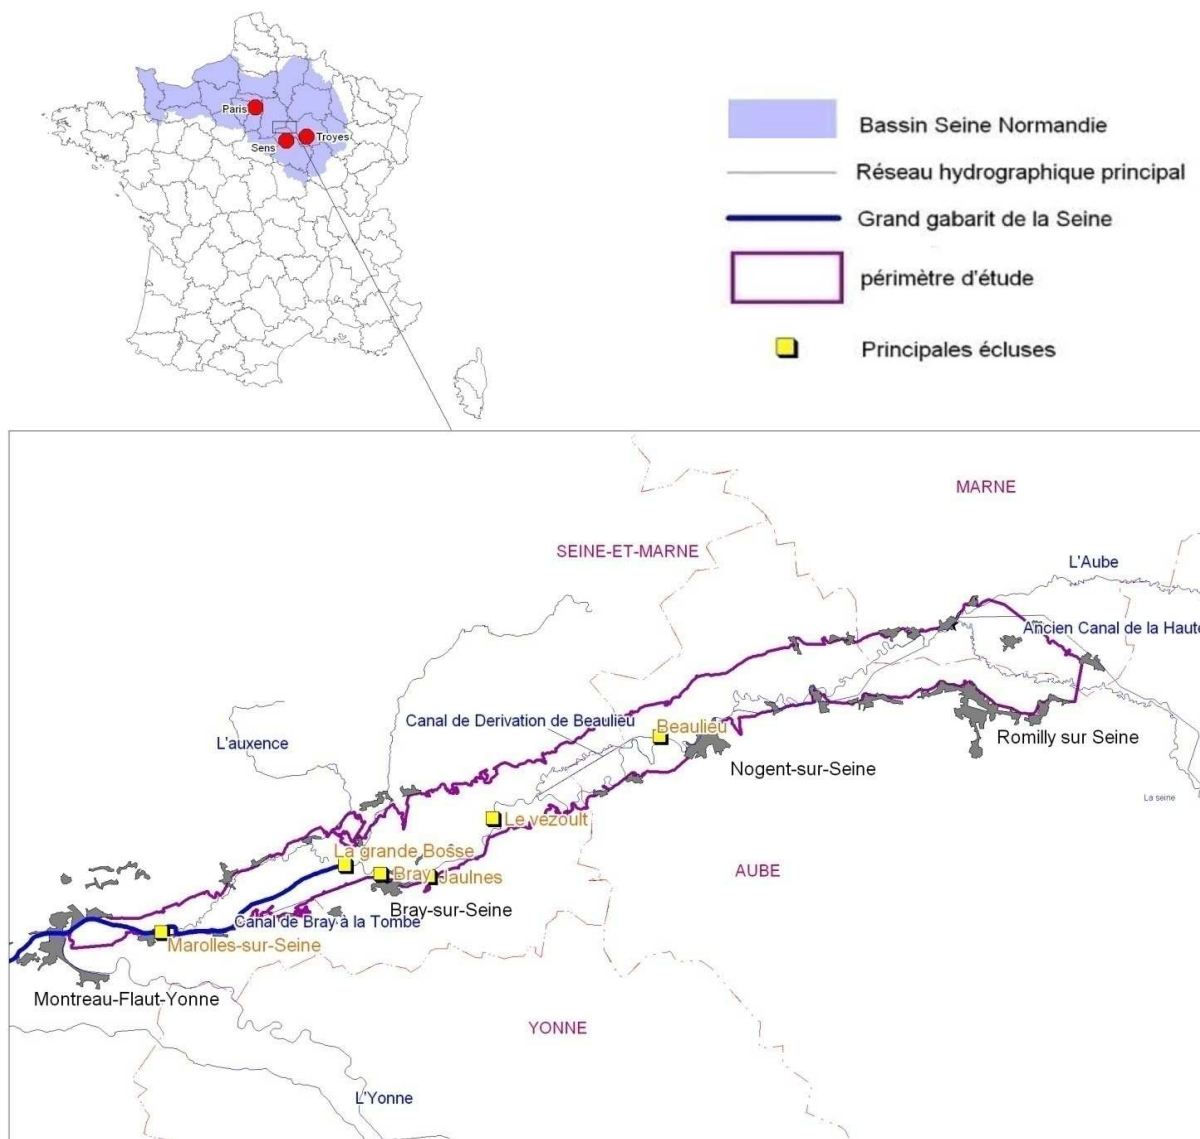 Paris
Troyes
Sens
Bassin Seine Normandie
Réseau hydrographique principal
Grand gabarit de la Seine
périmètre d'étude
Principales écluses
MARNE
SEINE-ET-MARNE
L'Aube
Ancien Canal de la Haute
Canal de Derivation de Beaulieu
Beaulieu
L'auxence
Romilly sur Seine
Nogent-sur-Seine
La seine
Le vezoult
La grande Bosse
Bray
Jaulnes
AUBE
Bray-sur-Seine
Canal de Bray à la Tombe
Marolles-sur-Seine
Montreau-Flaut-Yonne
YONNE
L'Yonne